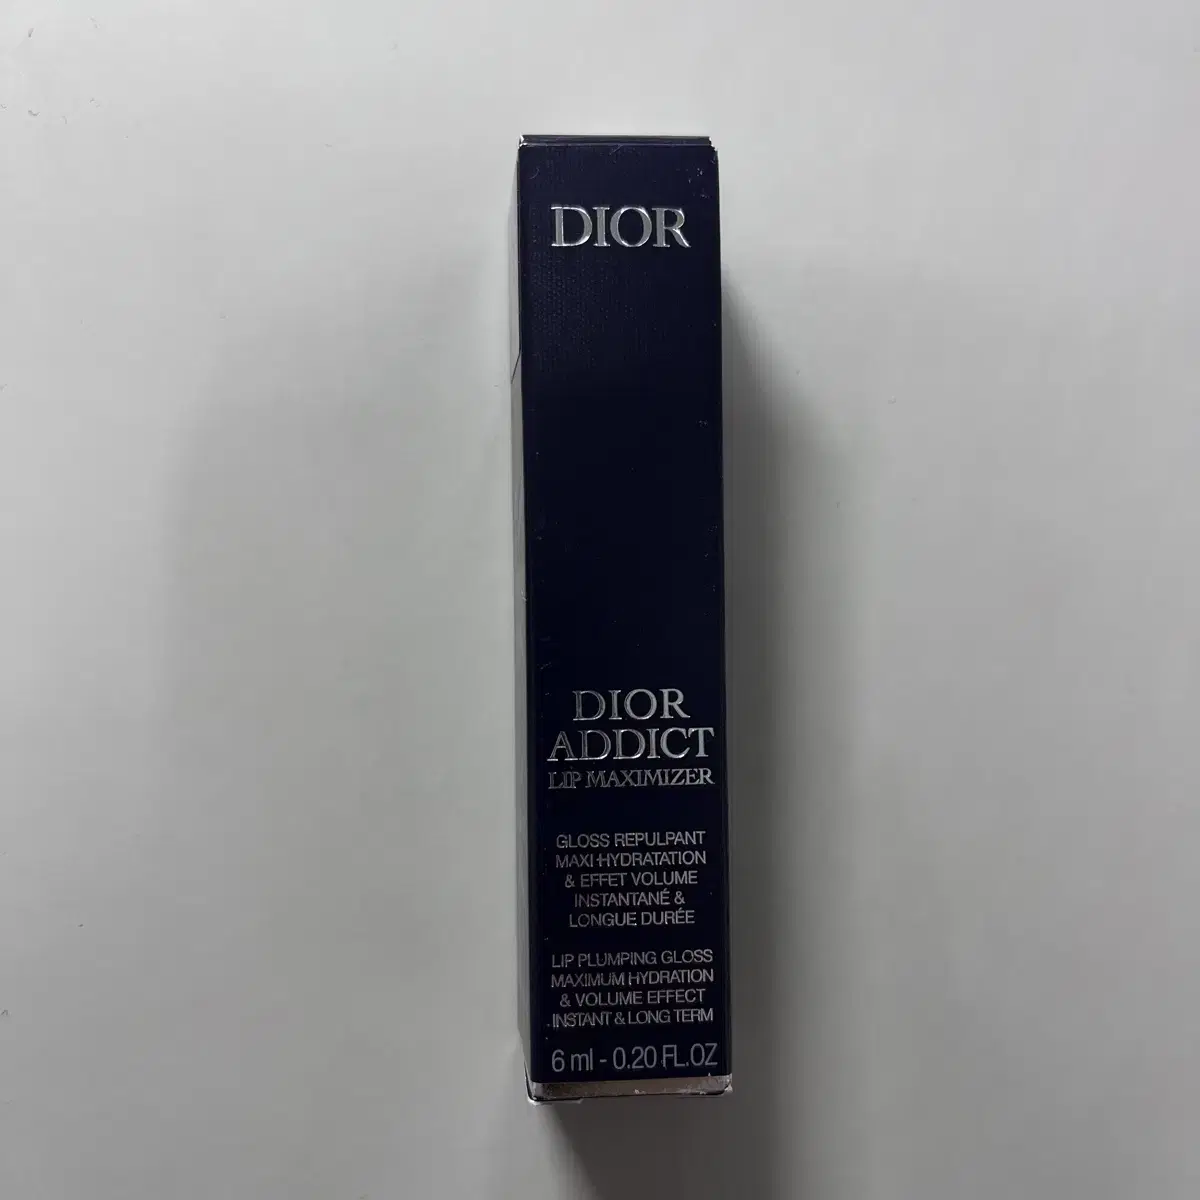 DIOR
DIOR
ADDICT
LIP MAXIMIZER
GLOSS REPULPANT
MAXI-HYDRATATION
& EFFET VOLUME
INSTANTANÉ &
LONGUE DURÉE
LIP PLUMPING GLOSS
MAXIMUM HYDRATION
& VOLUME EFFECT
INSTANT & LONG TERM
6 ml - 0.20 FL.OZ